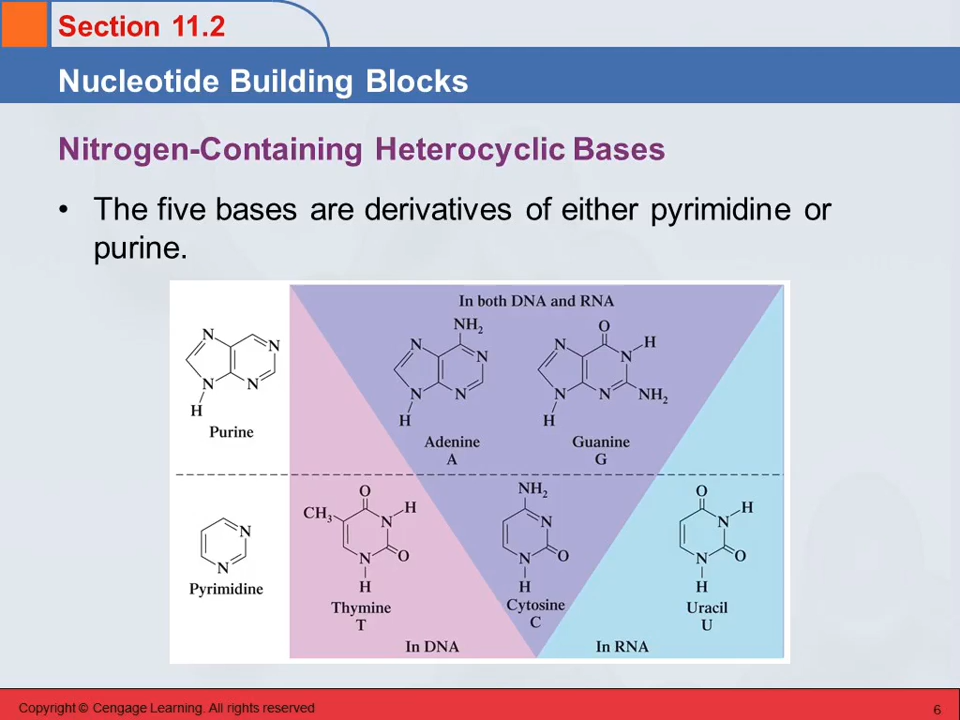 Section 11.2
Nucleotide Building Blocks
Nitrogen-Containing Heterocyclic Bases
• The five bases are derivatives of either pyrimidine or
purine.
In both DNA and RNA
N
N
N
N
H
Purine
NH₂
N
N
N
N
H
Adenine
A
O
N
H
N
N
N
NH₂
H
Guanine
G
N
N
Pyrimidine
O
CH₃
H
N
N
O
H
Thymine
T
In DNA
NH₂
N
N
O
H
Cytosine
C
O
H
N
N
O
H
Uracil
U
In RNA
Copyright © Cengage Learning. All rights reserved
6